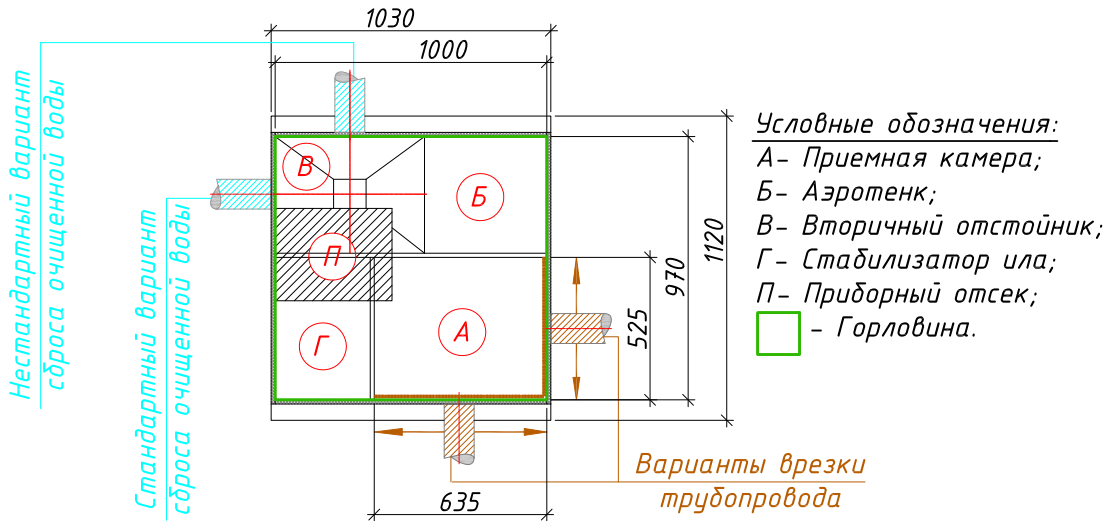 1030
1000
Нестандартный вариант
сброса очищенной воды
Стандартный вариант
сброса очищенной воды
В
Б
П
Г
А
525
970
1120
635
Варианты врезки
трубопровода
Условные обозначения:
А- Приемная камера;
Б- Аэротенк;
В- Вторичный отстойник;
Г- Стабилизатор ила;
П- Приборный отсек;
- Горловина.